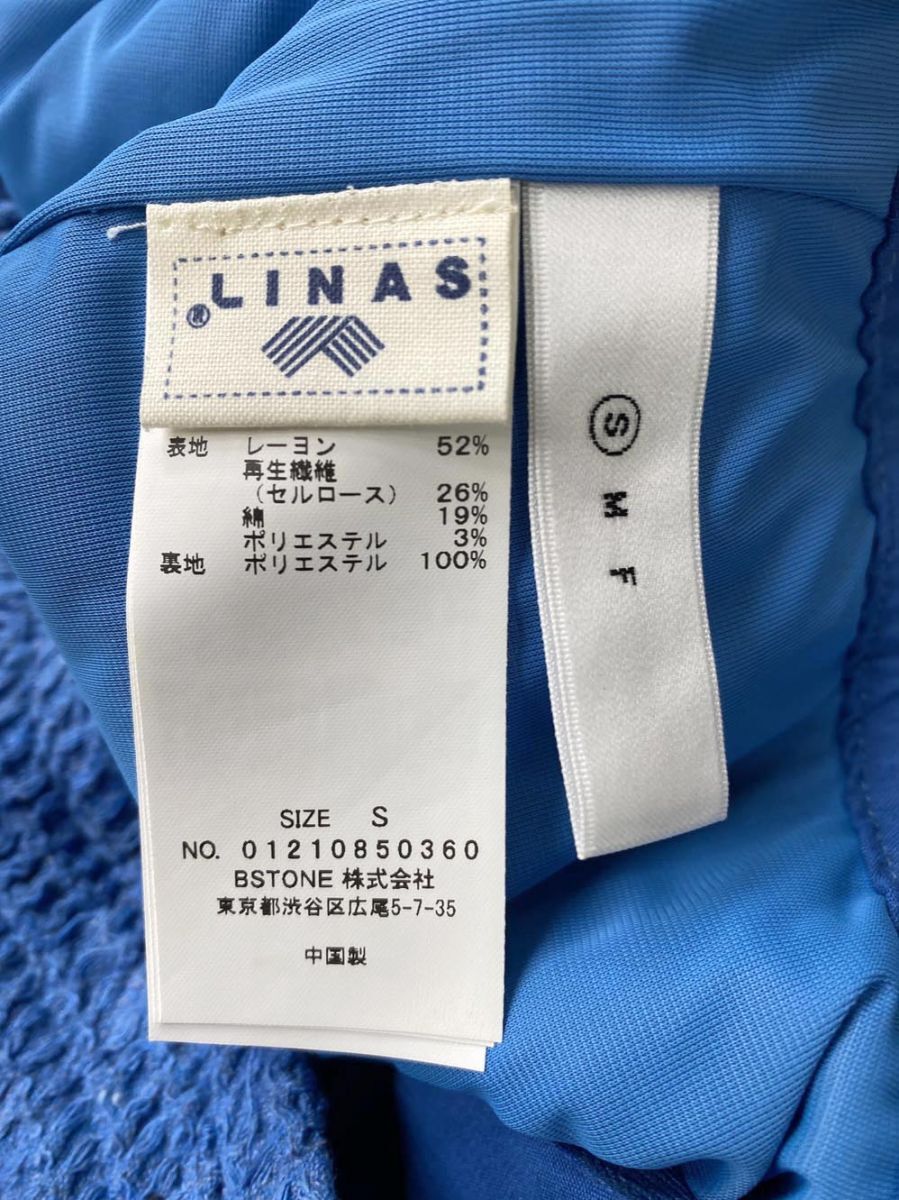 LINAS
®
表地 レーヨン 52%
再生繊維
(セルロース) 26%
綿 19%
ポリエステル 3%
裏地 ポリエステル 100%
SIZE S
NO. 01210850360
BSTONE 株式会社
東京都渋谷区広尾5-7-35
中国製
Ⓢ M F